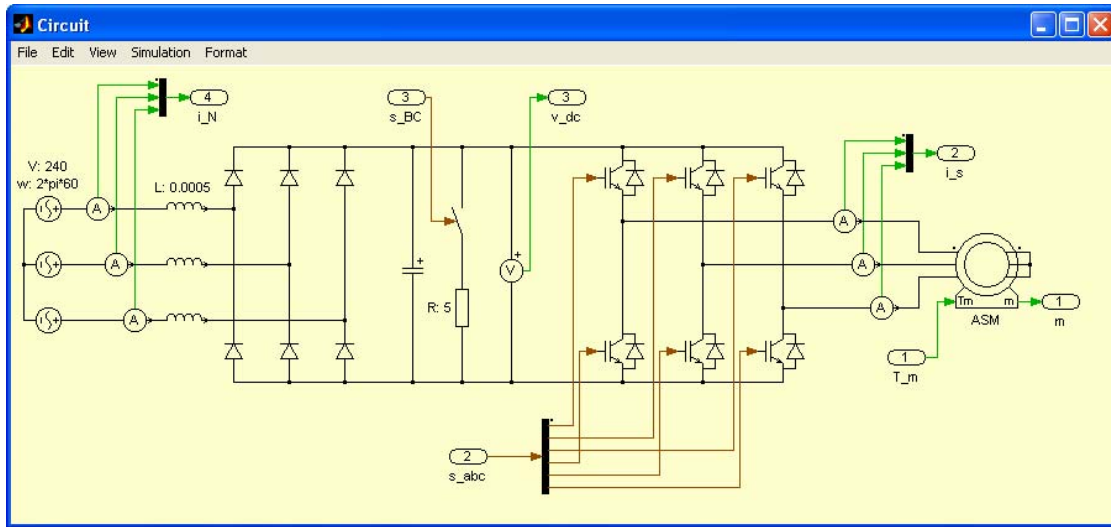 Circuit
File Edit View Simulation Format
4
i_N
3
s_BC
3
v_dc
2
i_s
V: 240
w: 2*pi*60
L: 0.0005
A
A
A
A
A
A
V
R: 5
Tm m
ASM
1
m
1
T_m
2
s_abc